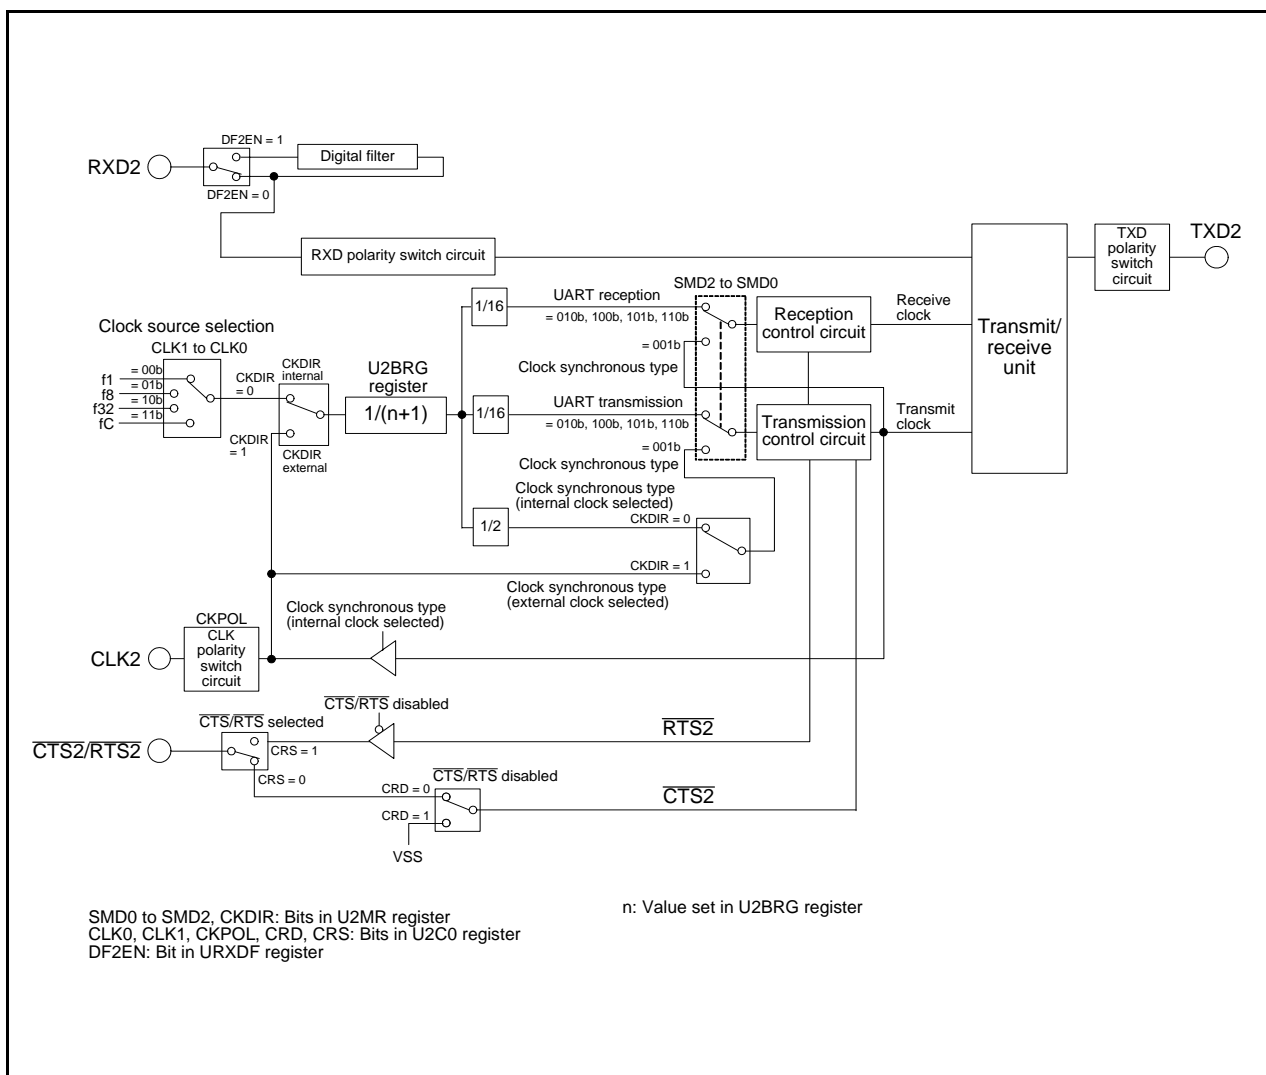 DF2EN = 1
RXD2
Digital filter
DF2EN = 0
RXD polarity switch circuit
TXD
polarity
switch
circuit
TXD2
SMD2 to SMD0
1/16
UART reception
= 010b, 100b, 101b, 110b
Reception
control circuit
Receive
clock
Transmit/
receive
unit
Clock source selection
CLK1 to CLK0
= 00b
f1
= 01b
f8
= 10b
f32
= 11b
fC
CKDIR
= 0
CKDIR
internal
CKDIR
= 1
CKDIR
external
U2BRG
register
1/(n+1)
= 001b
Clock synchronous type
1/16
UART transmission
= 010b, 100b, 101b, 110b
Transmission
control circuit
Transmit
clock
= 001b
Clock synchronous type
Clock synchronous type
(internal clock selected)
1/2
CKDIR = 0
CKDIR = 1
Clock synchronous type
(external clock selected)
Clock synchronous type
(internal clock selected)
CKPOL
CLK2
CLK
polarity
switch
circuit
CTS/RTS disabled
CTS/RTS selected
CTS2/RTS2
CRS = 1
RTS2
CRS = 0
CTS/RTS disabled
CRD = 0
CTS2
CRD = 1
VSS
SMD0 to SMD2, CKDIR: Bits in U2MR register
CLK0, CLK1, CKPOL, CRD, CRS: Bits in U2C0 register
DF2EN: Bit in URXDF register
n: Value set in U2BRG register